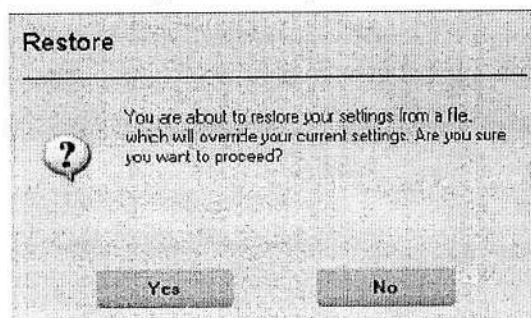 Restore
You are about to restore your settings from a file,
which will override your current settings. Are you sure
you want to proceed?
?
Yes
No